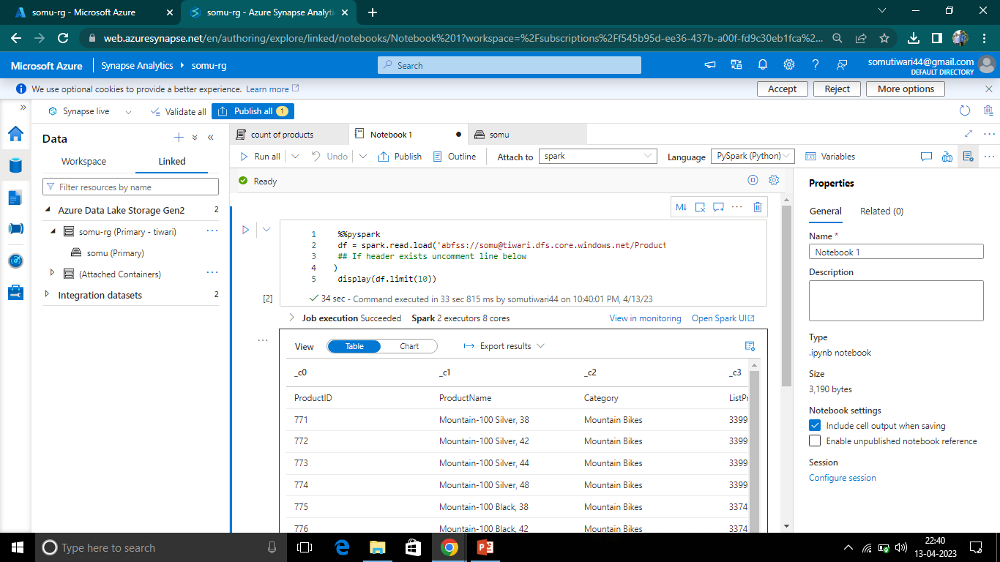 somu-rg - Microsoft Azure
somu-rg - Azure Synapse Analyti
web.azuresynapse.net/en/authoring/explore/linked/notebooks/Notebook%201?workspace=%2Fsubscriptions%2Ff545b95d-ee36-437b-a00f-fd9c30eb1fca%2...
Microsoft Azure
Synapse Analytics
somu-rg
Search
somutiwari44@gmail.com
DEFAULT DIRECTORY
We use optional cookies to provide a better experience. Learn more
Accept
Reject
More options
Synapse live
Validate all
Publish all 1
Data
Workspace
Linked
Filter resources by name
Azure Data Lake Storage Gen2 2
somu-rg (Primary - tiwari)
somu (Primary)
(Attached Containers)
Integration datasets 2
count of products
Notebook 1
somu
Run all
Undo
Publish
Outline
Attach to
spark
Language
PySpark (Python)
Variables
Ready
M↓
1 %%pyspark
2 df = spark.read.load('abfss://somu@tiwari.dfs.core.windows.net/Product
3 ## If header exists uncomment line below
4 )
5 display(df.limit(10))
[2]
34 sec - Command executed in 33 sec 815 ms by somutiwari44 on 10:40:01 PM, 4/13/23
Job execution Succeeded Spark 2 executors 8 cores
View in monitoring
Open Spark UI
View
Table
Chart
Export results
_c0 _c1 _c2 _c3
ProductID ProductName Category ListPr
771 Mountain-100 Silver, 38 Mountain Bikes 3399
772 Mountain-100 Silver, 42 Mountain Bikes 3399
773 Mountain-100 Silver, 44 Mountain Bikes 3399
774 Mountain-100 Silver, 48 Mountain Bikes 3399
775 Mountain-100 Black, 38 Mountain Bikes 3374
776 Mountain-100 Black, 42 Mountain Bikes 3374
Properties
General
Related (0)
Name *
Notebook 1
Description
Type
.ipynb notebook
Size
3,190 bytes
Notebook settings
Include cell output when saving
Enable unpublished notebook reference
Session
Configure session
Type here to search
22:40
13-04-2023